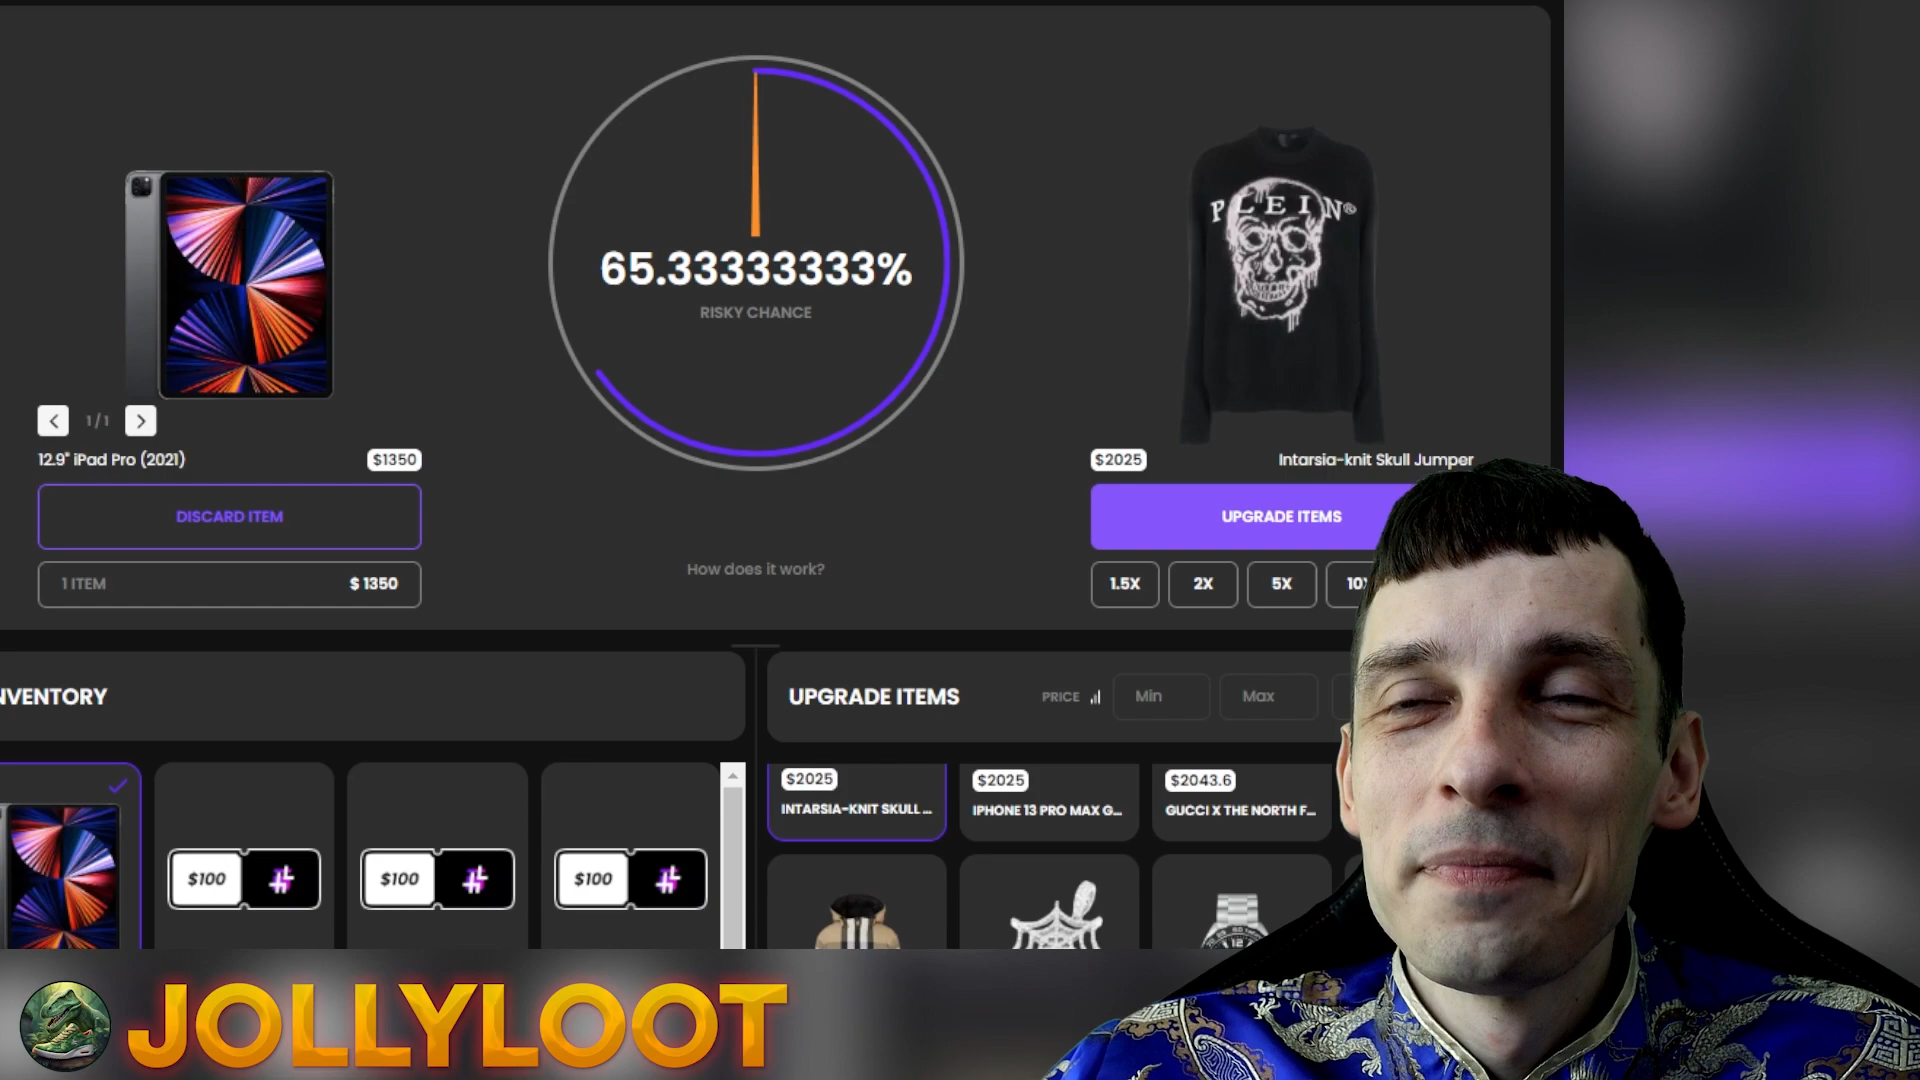 65.33333333%
RISKY CHANCE
PLEIN®
1/1
12.9" iPad Pro (2021)
$1350
$2025
Intarsia-knit Skull Jumper
DISCARD ITEM
UPGRADE ITEMS
How does it work?
1 ITEM
$ 1350
1.5X
2X
5X
NVENTORY
UPGRADE ITEMS
PRICE
Min
Max
$2025
INTARSIA-KNIT SKULL ...
$2025
IPHONE 13 PRO MAX G...
$2043.6
GUCCI X THE NORTH F...
$100
$100
$100
JOLLYLOOT